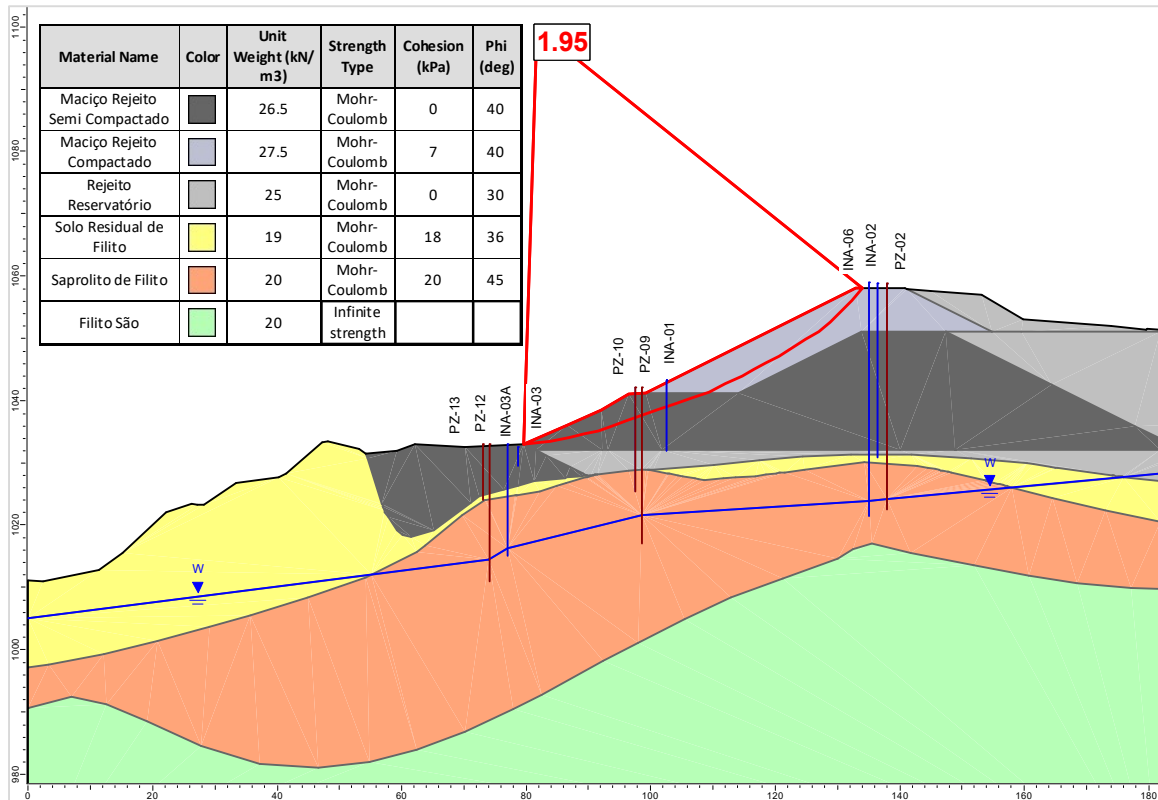 1.95
Material Name Color Unit Weight (kN/ m3) Strength Type Cohesion (kPa) Phi (deg)
Maciço Rejeito Semi Compactado 26.5 Mohr- Coulomb 0 40
Maciço Rejeito Compactado 27.5 Mohr- Coulomb 7 40
Rejeito Reservatório 25 Mohr- Coulomb 0 30
Solo Residual de Filito 19 Mohr- Coulomb 18 36
Saprolito de Filito 20 Mohr- Coulomb 20 45
Filito São 20 Infinite strength
INA-06
INA-02
PZ-02
PZ-10
PZ-09
INA-01
PZ-13
PZ-12
INA-03A
INA-03
W
W
1100
1080
1060
1040
1020
1000
980
0 20 40 60 80 100 120 140 160 180